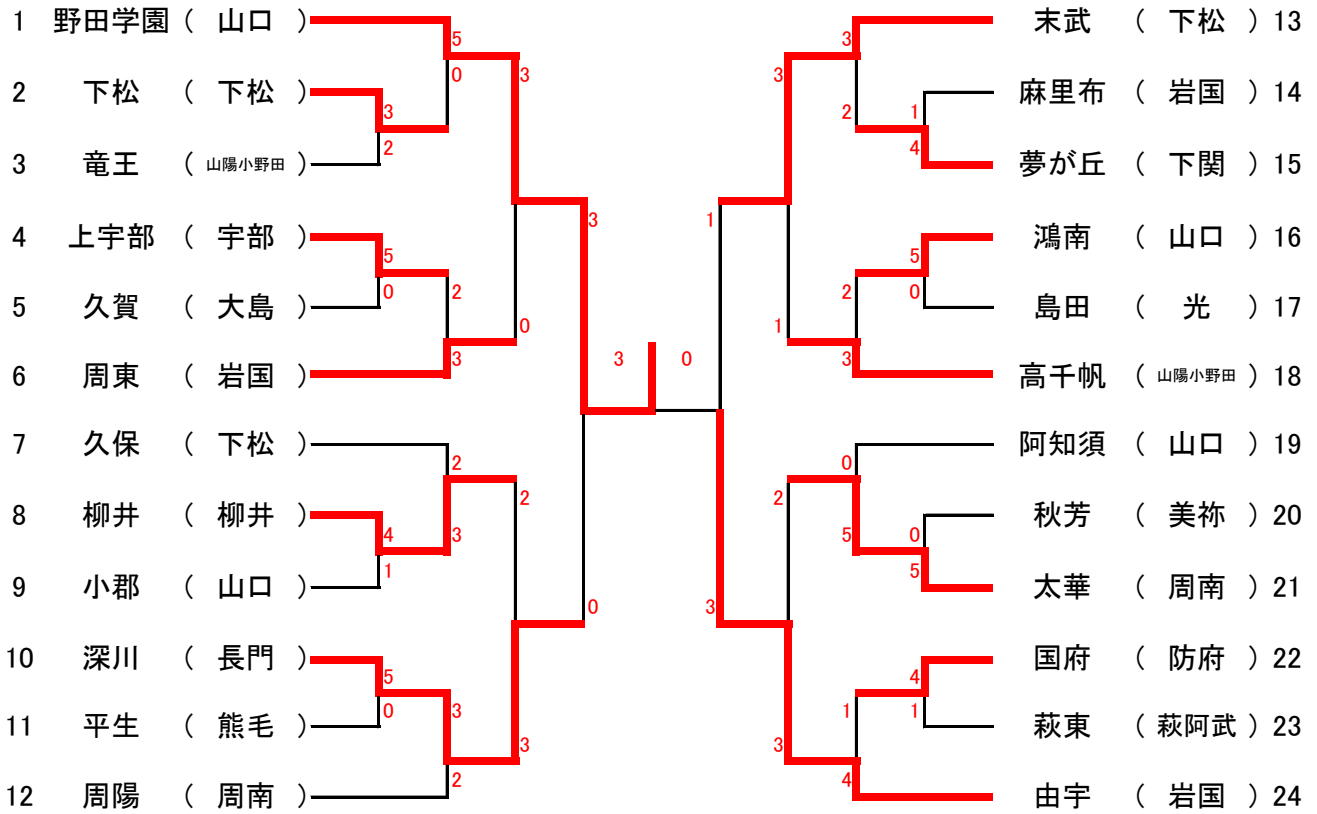 1 野田学園 ( 山口 )
2 下松 ( 下松 )
3 竜王 ( 山陽小野田 )
4 上宇部 ( 宇部 )
5 久賀 ( 大島 )
6 周東 ( 岩国 )
7 久保 ( 下松 )
8 柳井 ( 柳井 )
9 小郡 ( 山口 )
10 深川 ( 長門 )
11 平生 ( 熊毛 )
12 周陽 ( 周南 )
5
0
3
2
5
0
2
3
2
3
4
1
5
0
3
2
3
0
2
3
3
0
3 0
1
3
3
1
2
3
3
2
1
4
5
0
2
3
0
5
0
5
4
1
1
4
末武 ( 下松 ) 13
麻里布 ( 岩国 ) 14
夢が丘 ( 下関 ) 15
鴻南 ( 山口 ) 16
島田 ( 光 ) 17
高千帆 ( 山陽小野田 ) 18
阿知須 ( 山口 ) 19
秋芳 ( 美祢 ) 20
太華 ( 周南 ) 21
国府 ( 防府 ) 22
萩東 ( 萩阿武 ) 23
由宇 ( 岩国 ) 24